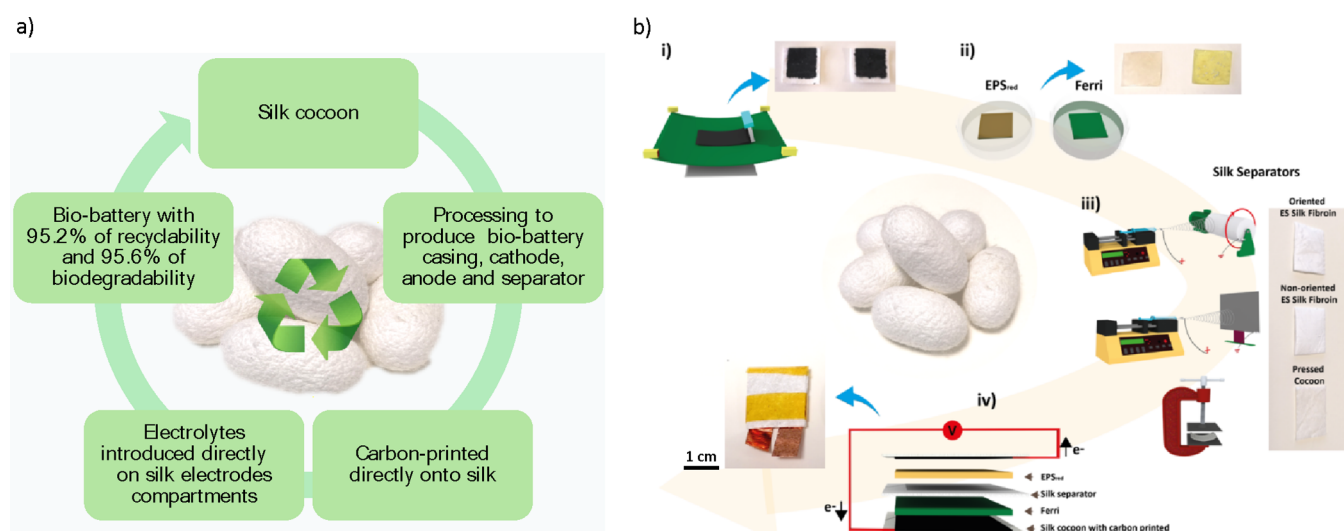 a)
Silk cocoon
Processing to
produce bio-battery
casing, cathode,
anode and separator
Carbon-printed
directly onto silk
Electrolytes
introduced directly
on silk electrodes
compartments
Bio-battery with
95.2% of recyclability
and 95.6% of
biodegradability
b)
i)
ii)
EPSred
Ferri
Silk Separators
iii)
Oriented
ES Silk Fibroin
Non-oriented
ES Silk Fibroin
Pressed
Cocoon
iv)
V
e-
e-
1 cm
EPSred
Silk separator
Ferri
Silk cocoon with carbon printed